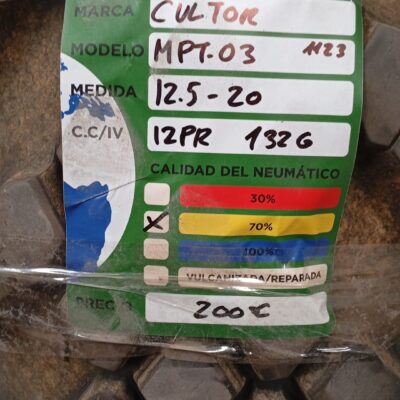 MARCA CULTOR
MODELO MPT-03 1123
MEDIDA 12.5-20
C.C/IV 12PR 132G
CALIDAD DEL NEUMÁTICO
30%
X 70%
100%
VULCANIZADA/REPARADA
PRECIO 200€